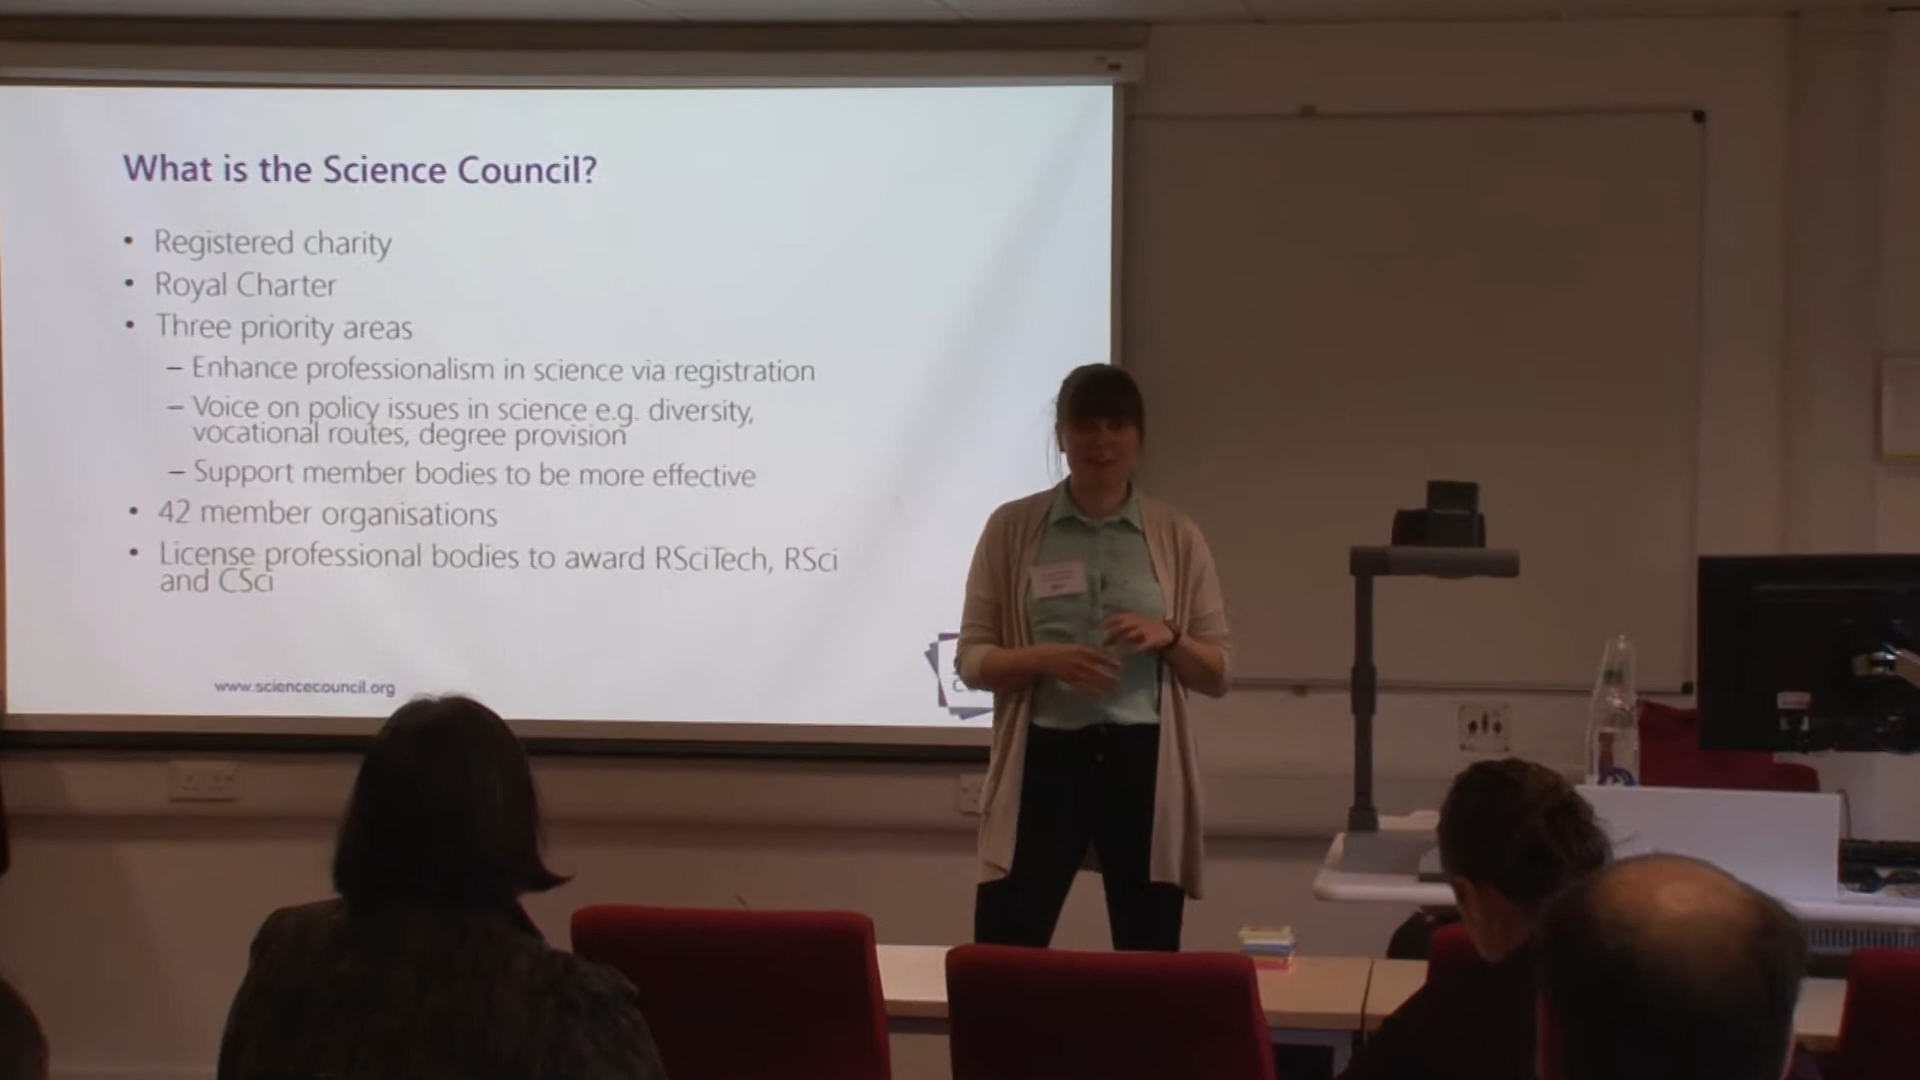 What is the Science Council?
• Registered charity
• Royal Charter
• Three priority areas
– Enhance professionalism in science via registration
– Voice on policy issues in science e.g. diversity,
vocational routes, degree provision
– Support member bodies to be more effective
• 42 member organisations
• License professional bodies to award RSciTech, RSci
and CSci
www.sciencecouncil.org